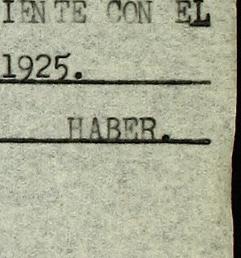 IENTE CON EL
1925.
HABER.